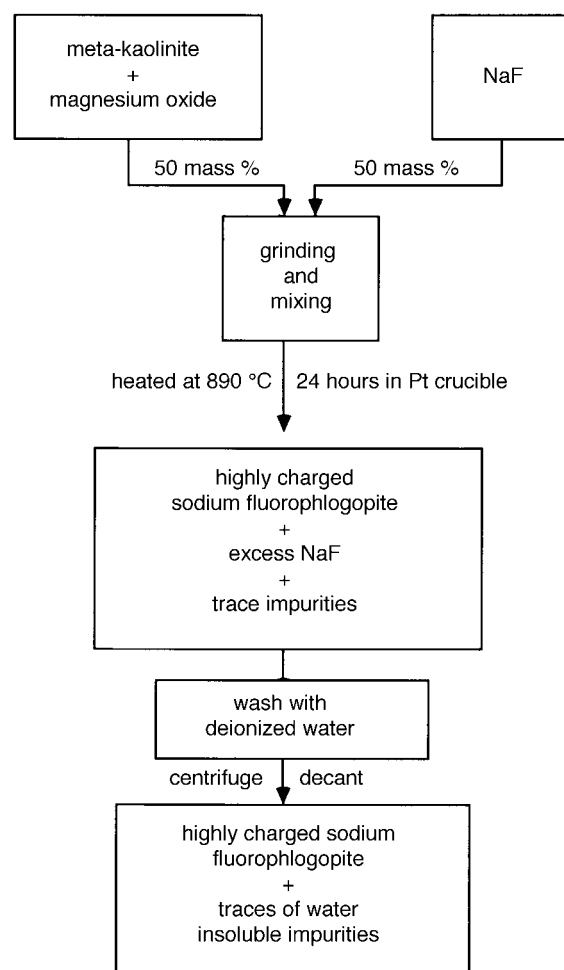 meta-kaolinite
+
magnesium oxide
NaF
50 mass %
50 mass %
grinding
and
mixing
heated at 890 °C
24 hours in Pt crucible
highly charged
sodium fluorophlogopite
+
excess NaF
+
trace impurities
wash with
deionized water
centrifuge
decant
highly charged sodium
fluorophlogopite
+
traces of water
insoluble impurities